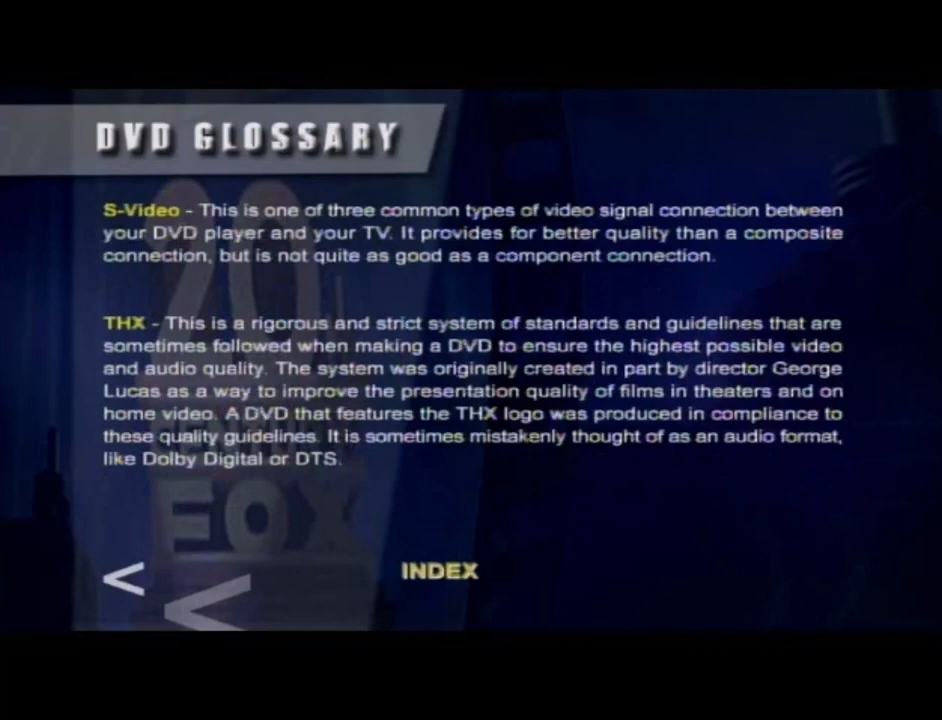 DVD GLOSSARY
S-Video - This is one of three common types of video signal connection between
your DVD player and your TV. It provides for better quality than a composite
connection, but is not quite as good as a component connection.
THX - This is a rigorous and strict system of standards and guidelines that are
sometimes followed when making a DVD to ensure the highest possible video
and audio quality. The system was originally created in part by director George
Lucas as a way to improve the presentation quality of films in theaters and on
home video. A DVD that features the THX logo was produced in compliance to
these quality guidelines. It is sometimes mistakenly thought of as an audio format,
like Dolby Digital or DTS.
20
CENTURY
FOX
< INDEX
<